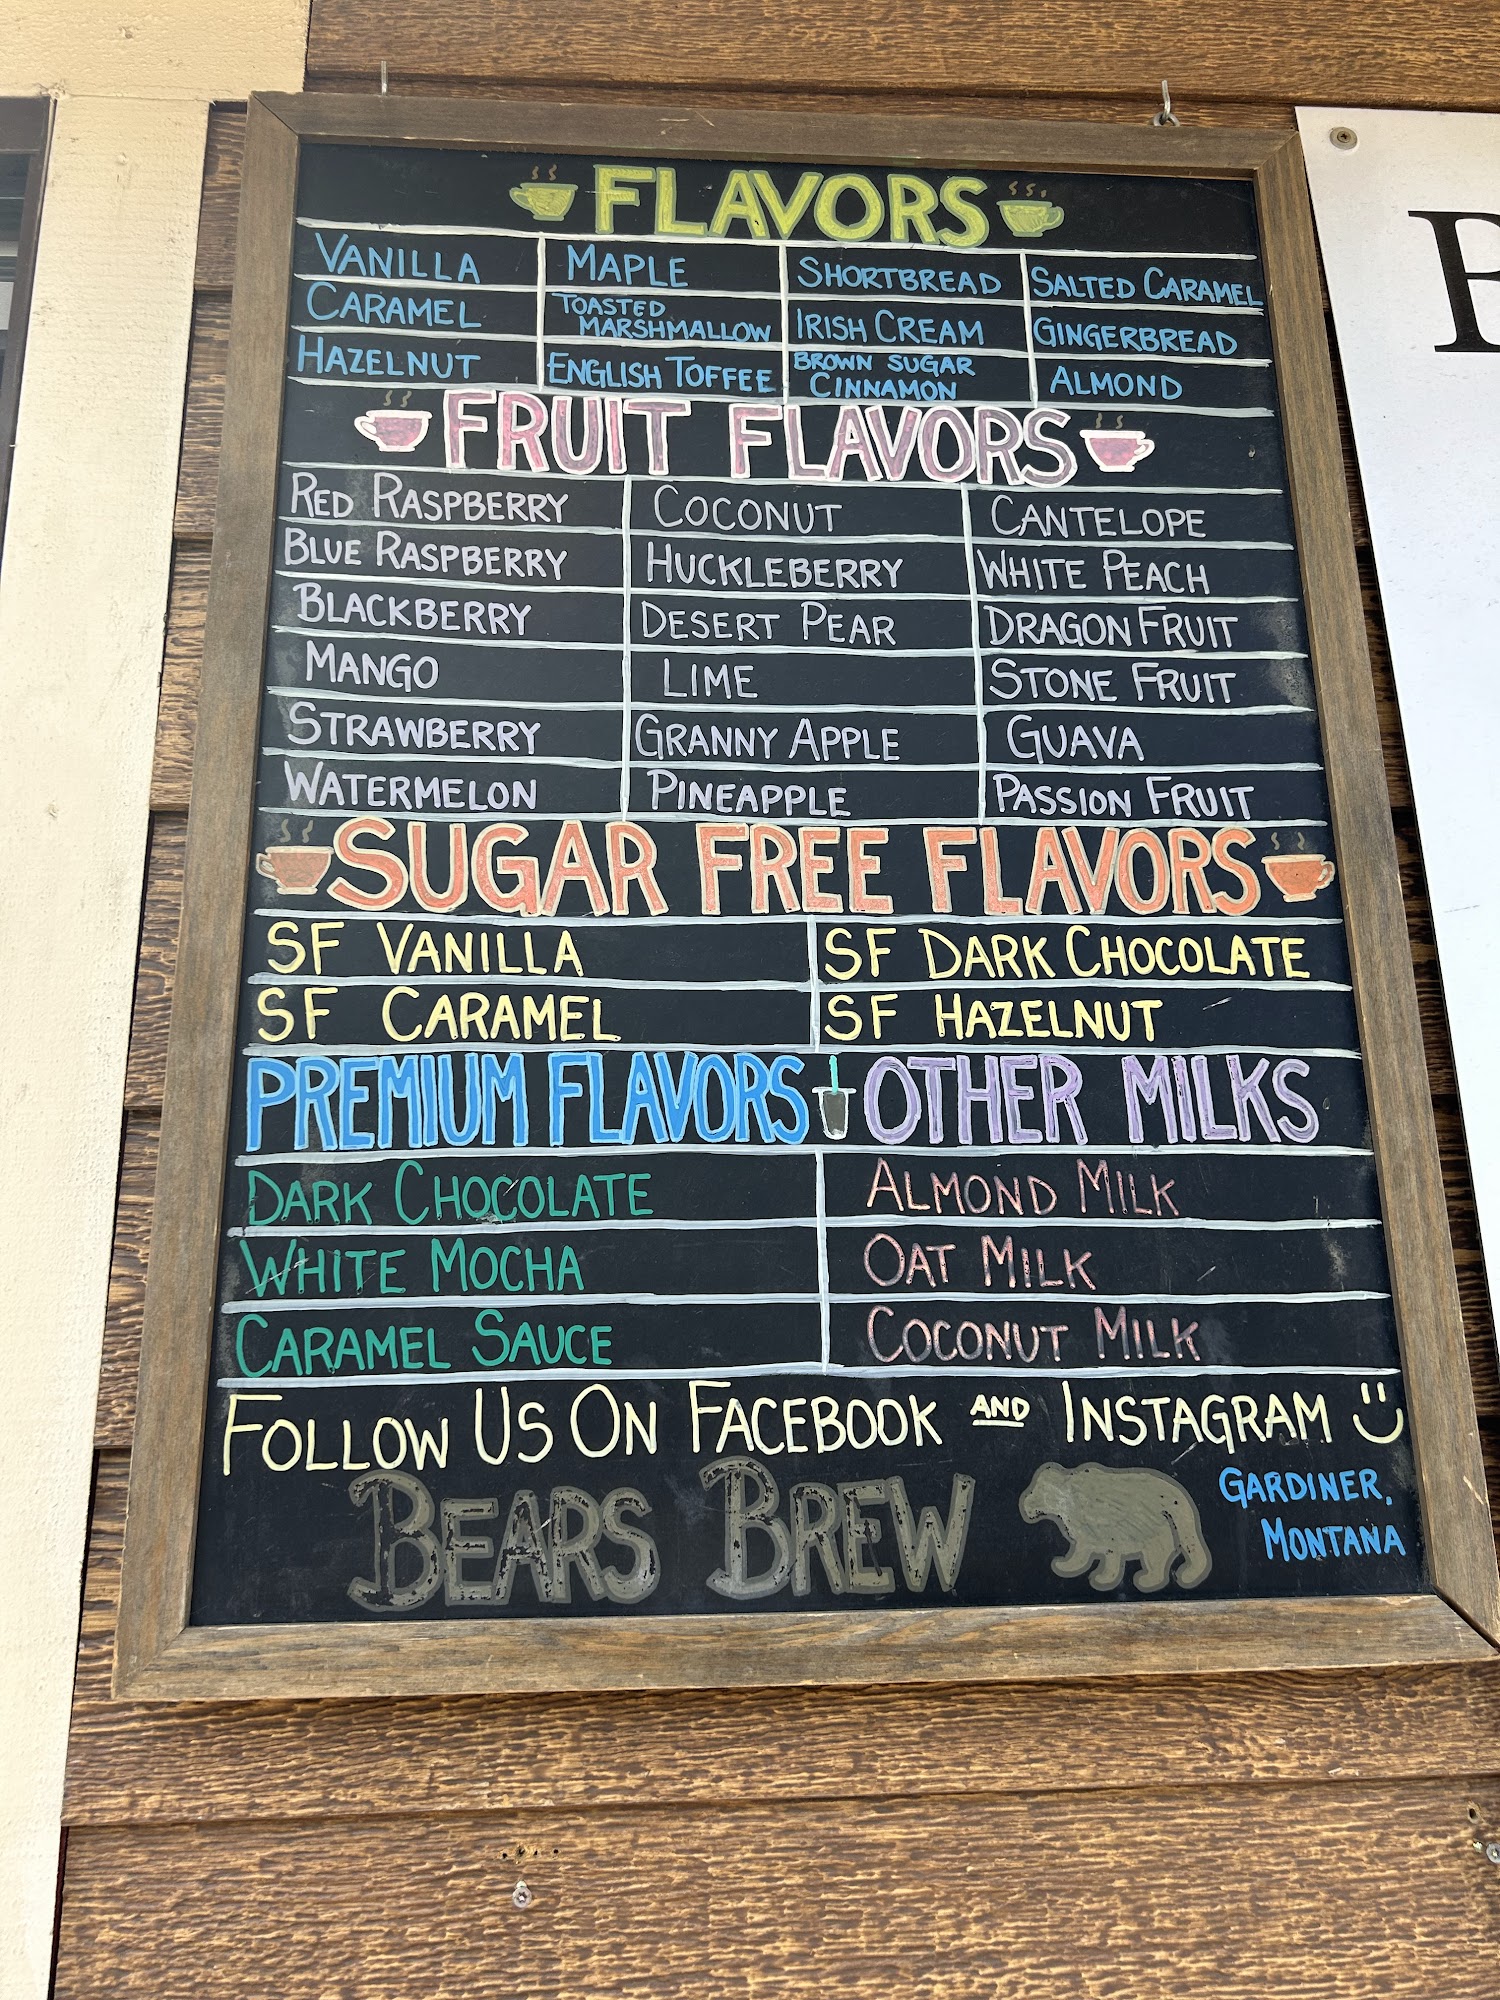 FLAVORS
VANILLA MAPLE SHORTBREAD SALTED CARAMEL
CARAMEL TOASTED MARSHMALLOW IRISH CREAM GINGERBREAD
HAZELNUT ENGLISH TOFFEE BROWN SUGAR CINNAMON ALMOND
FRUIT FLAVORS
RED RASPBERRY COCONUT CANTELOPE
BLUE RASPBERRY HUCKLEBERRY WHITE PEACH
BLACKBERRY DESERT PEAR DRAGON FRUIT
MANGO LIME STONE FRUIT
STRAWBERRY GRANNY APPLE GUAVA
WATERMELON PINEAPPLE PASSION FRUIT
SUGAR FREE FLAVORS
SF VANILLA SF DARK CHOCOLATE
SF CARAMEL SF HAZELNUT
PREMIUM FLAVORS OTHER MILKS
DARK CHOCOLATE ALMOND MILK
WHITE MOCHA OAT MILK
CARAMEL SAUCE COCONUT MILK
FOLLOW US ON FACEBOOK AND INSTAGRAM
BEARS BREW
GARDINER,
MONTANA